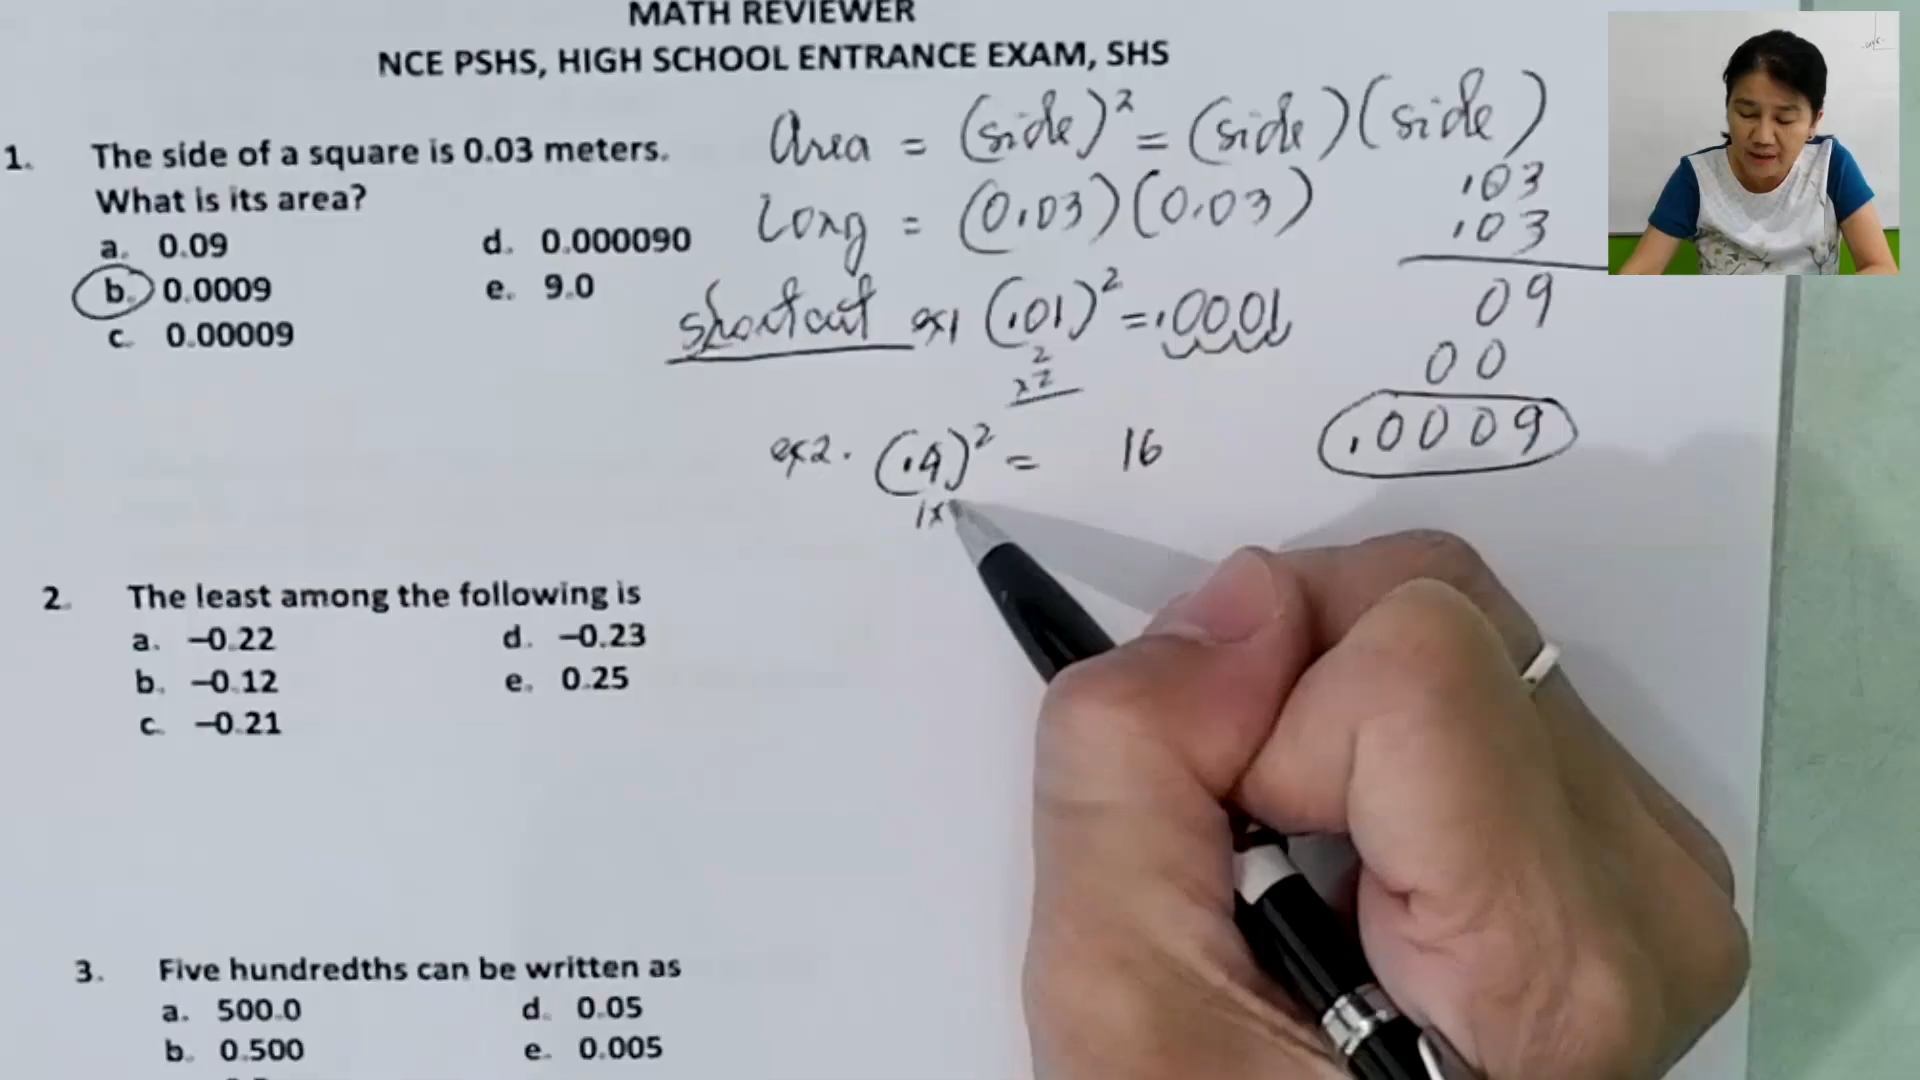 MATH REVIEWER
NCE PSHS, HIGH SCHOOL ENTRANCE EXAM, SHS
1. The side of a square is 0.03 meters.
What is its area?
a. 0.09
b. 0.0009
c. 0.00009
d. 0.000090
e. 9.0
Area = (side)² = (side)(side)
Long = (0.03)(0.03)
.03
.03
09
00
.0009
shortcut ex1 (.01)² = .0001
2
x2
ex2. (.4)² = 16
1x
2. The least among the following is
a. –0.22
b. –0.12
c. –0.21
d. –0.23
e. 0.25
3. Five hundredths can be written as
a. 500.0
b. 0.500
d. 0.05
e. 0.005